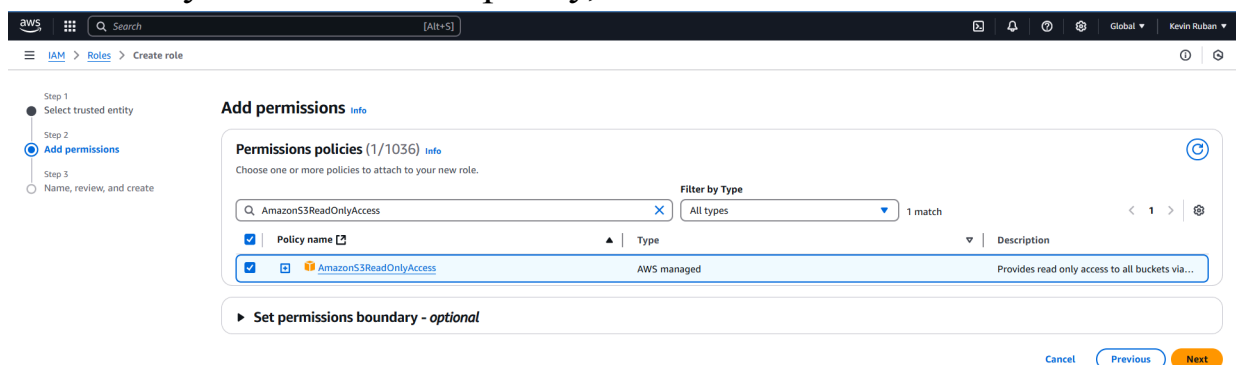 aws Search [Alt+S] Global Kevin Ruban
IAM > Roles > Create role
Step 1
Select trusted entity
Step 2
Add permissions
Step 3
Name, review, and create
Add permissions Info
Permissions policies (1/1036) Info
Choose one or more policies to attach to your new role.
Filter by Type
AmazonS3ReadOnlyAccess All types 1 match 1
Policy name Type Description
AmazonS3ReadOnlyAccess AWS managed Provides read only access to all buckets via...
Set permissions boundary - optional
Cancel Previous Next